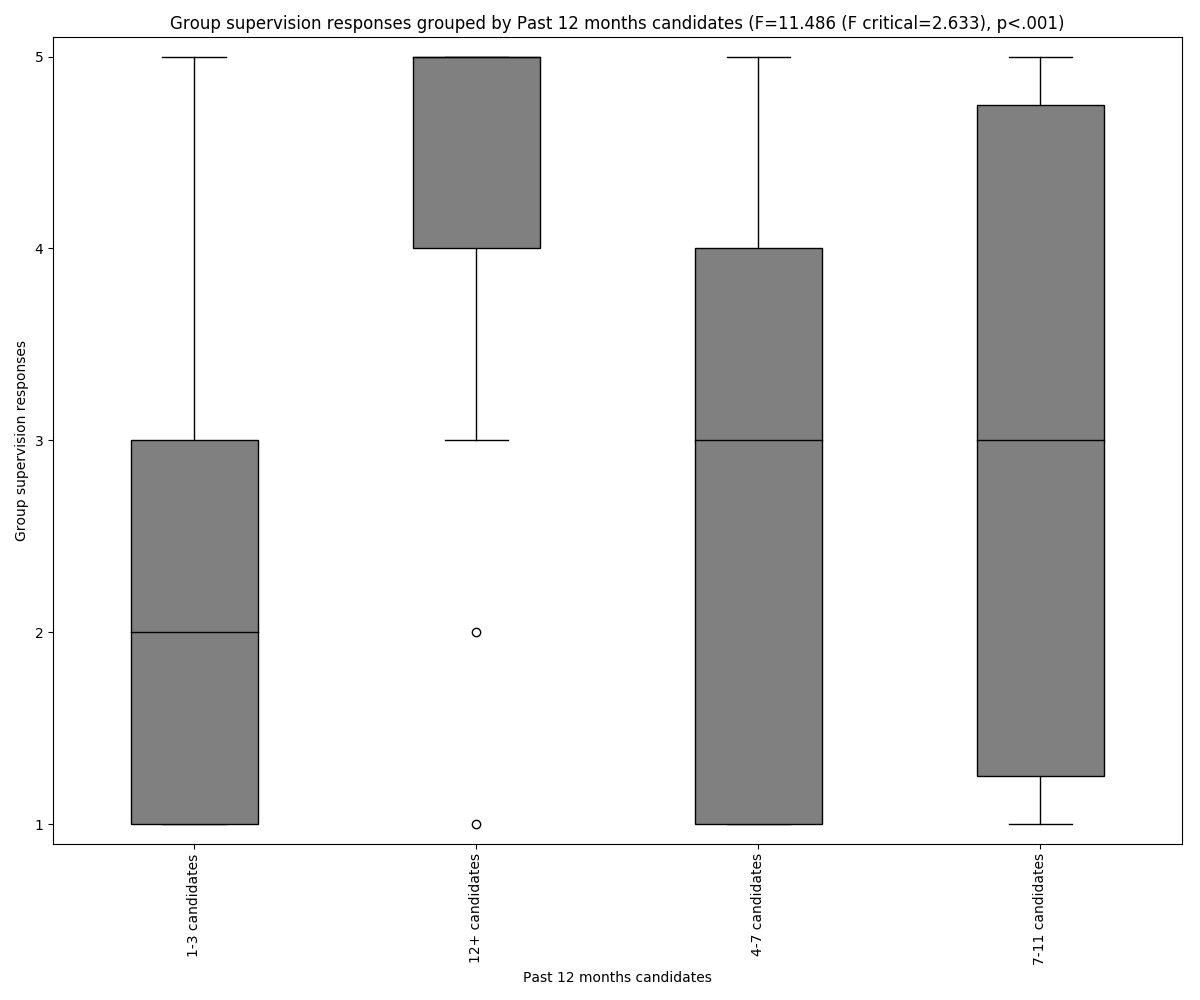 Group supervision responses grouped by Past 12 months candidates (F=11.486 (F critical=2.633), p<.001)
5
4
3
2
1
Group supervision responses
1-3 candidates
12+ candidates
4-7 candidates
7-11 candidates
Past 12 months candidates